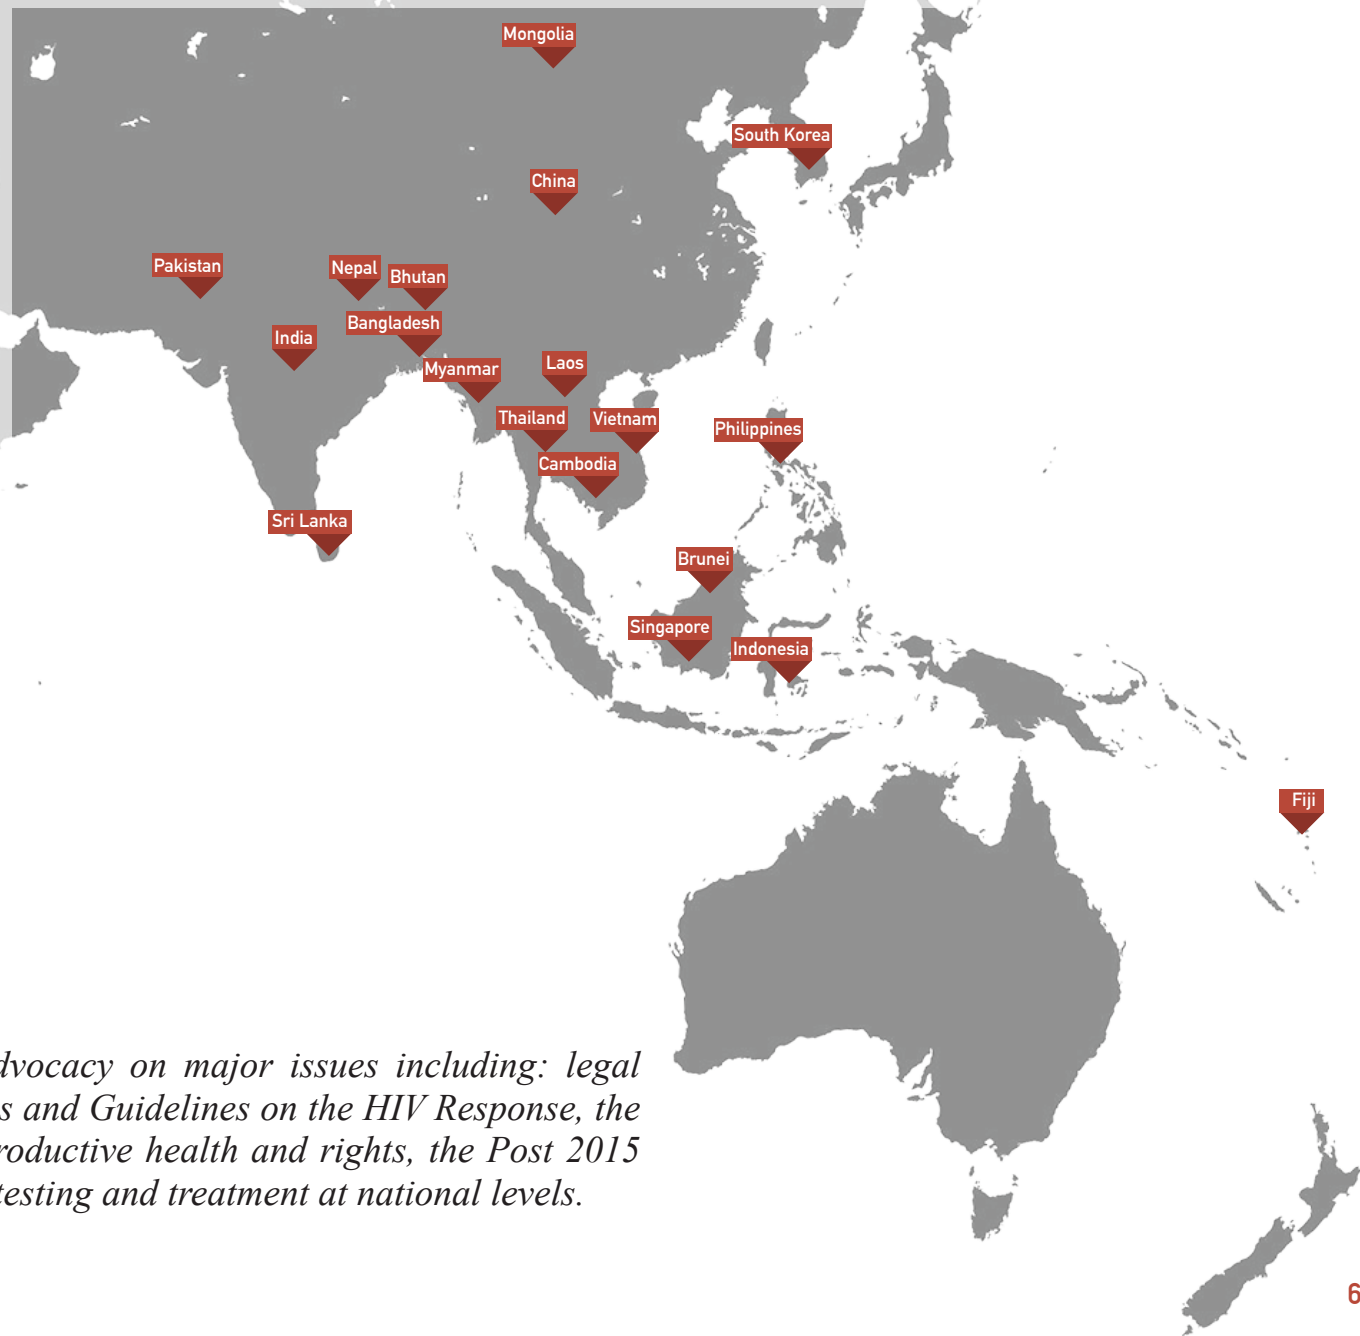 Mongolia
South Korea
China
Pakistan
Nepal
Bhutan
Bangladesh
India
Myanmar
Laos
Thailand
Vietnam
Philippines
Cambodia
Sri Lanka
Brunei
Singapore
Indonesia
Fiji
dvocacy on major issues including: legal
s and Guidelines on the HIV Response, the
roductive health and rights, the Post 2015
testing and treatment at national levels.
6